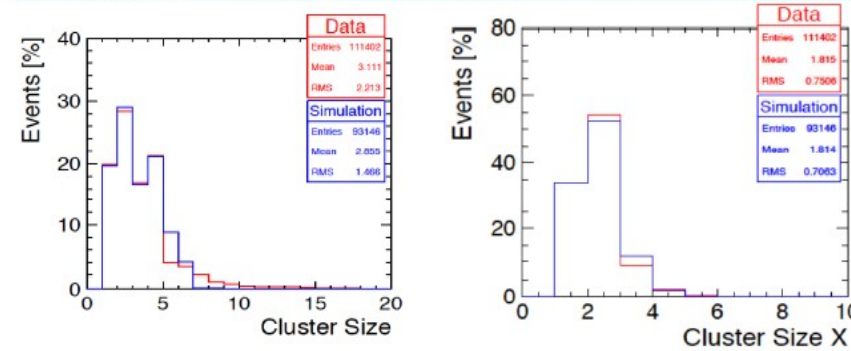 Events [%]
40
30
20
10
0
0 5 10 15 20
Cluster Size
Data
Entries 111402
Mean 3.111
RMS 2.213
Simulation
Entries 93146
Mean 2.855
RMS 1.466
Events [%]
80
60
40
20
0
0 2 4 6 8 10
Cluster Size X
Data
Entries 111402
Mean 1.815
RMS 0.7506
Simulation
Entries 93146
Mean 1.814
RMS 0.7063